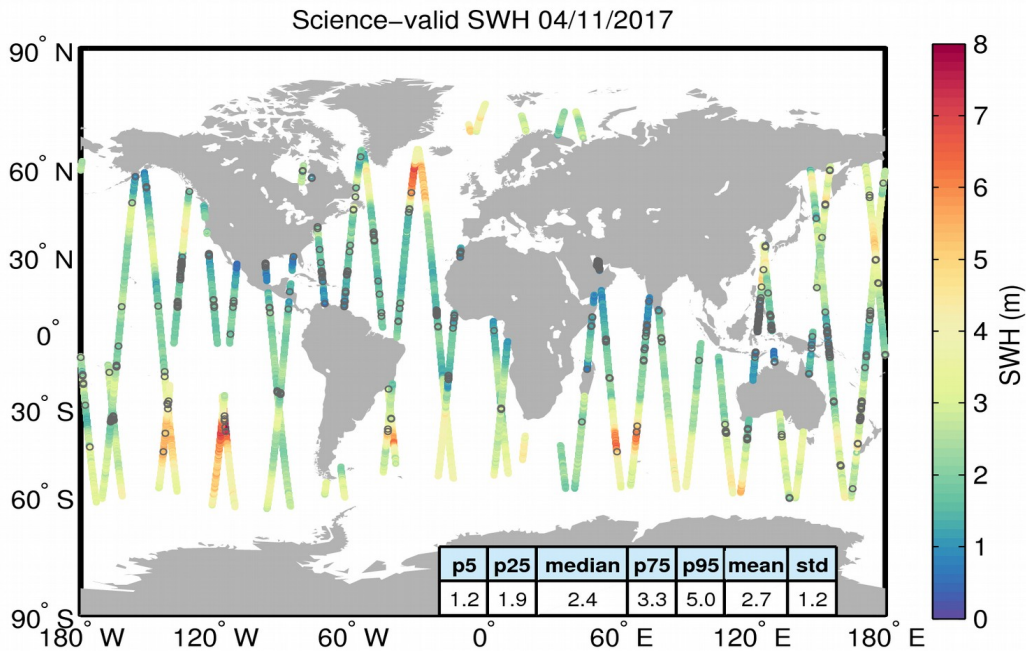 Science−valid SWH 04/11/2017
90° N
60° N
30° N
0°
30° S
60° S
90° S
180° W 120° W 60° W 0° 60° E 120° E 180° E
p5 p25 median p75 p95 mean std
1.2 1.9 2.4 3.3 5.0 2.7 1.2
8
7
6
5
4
3
2
1
0
SWH (m)